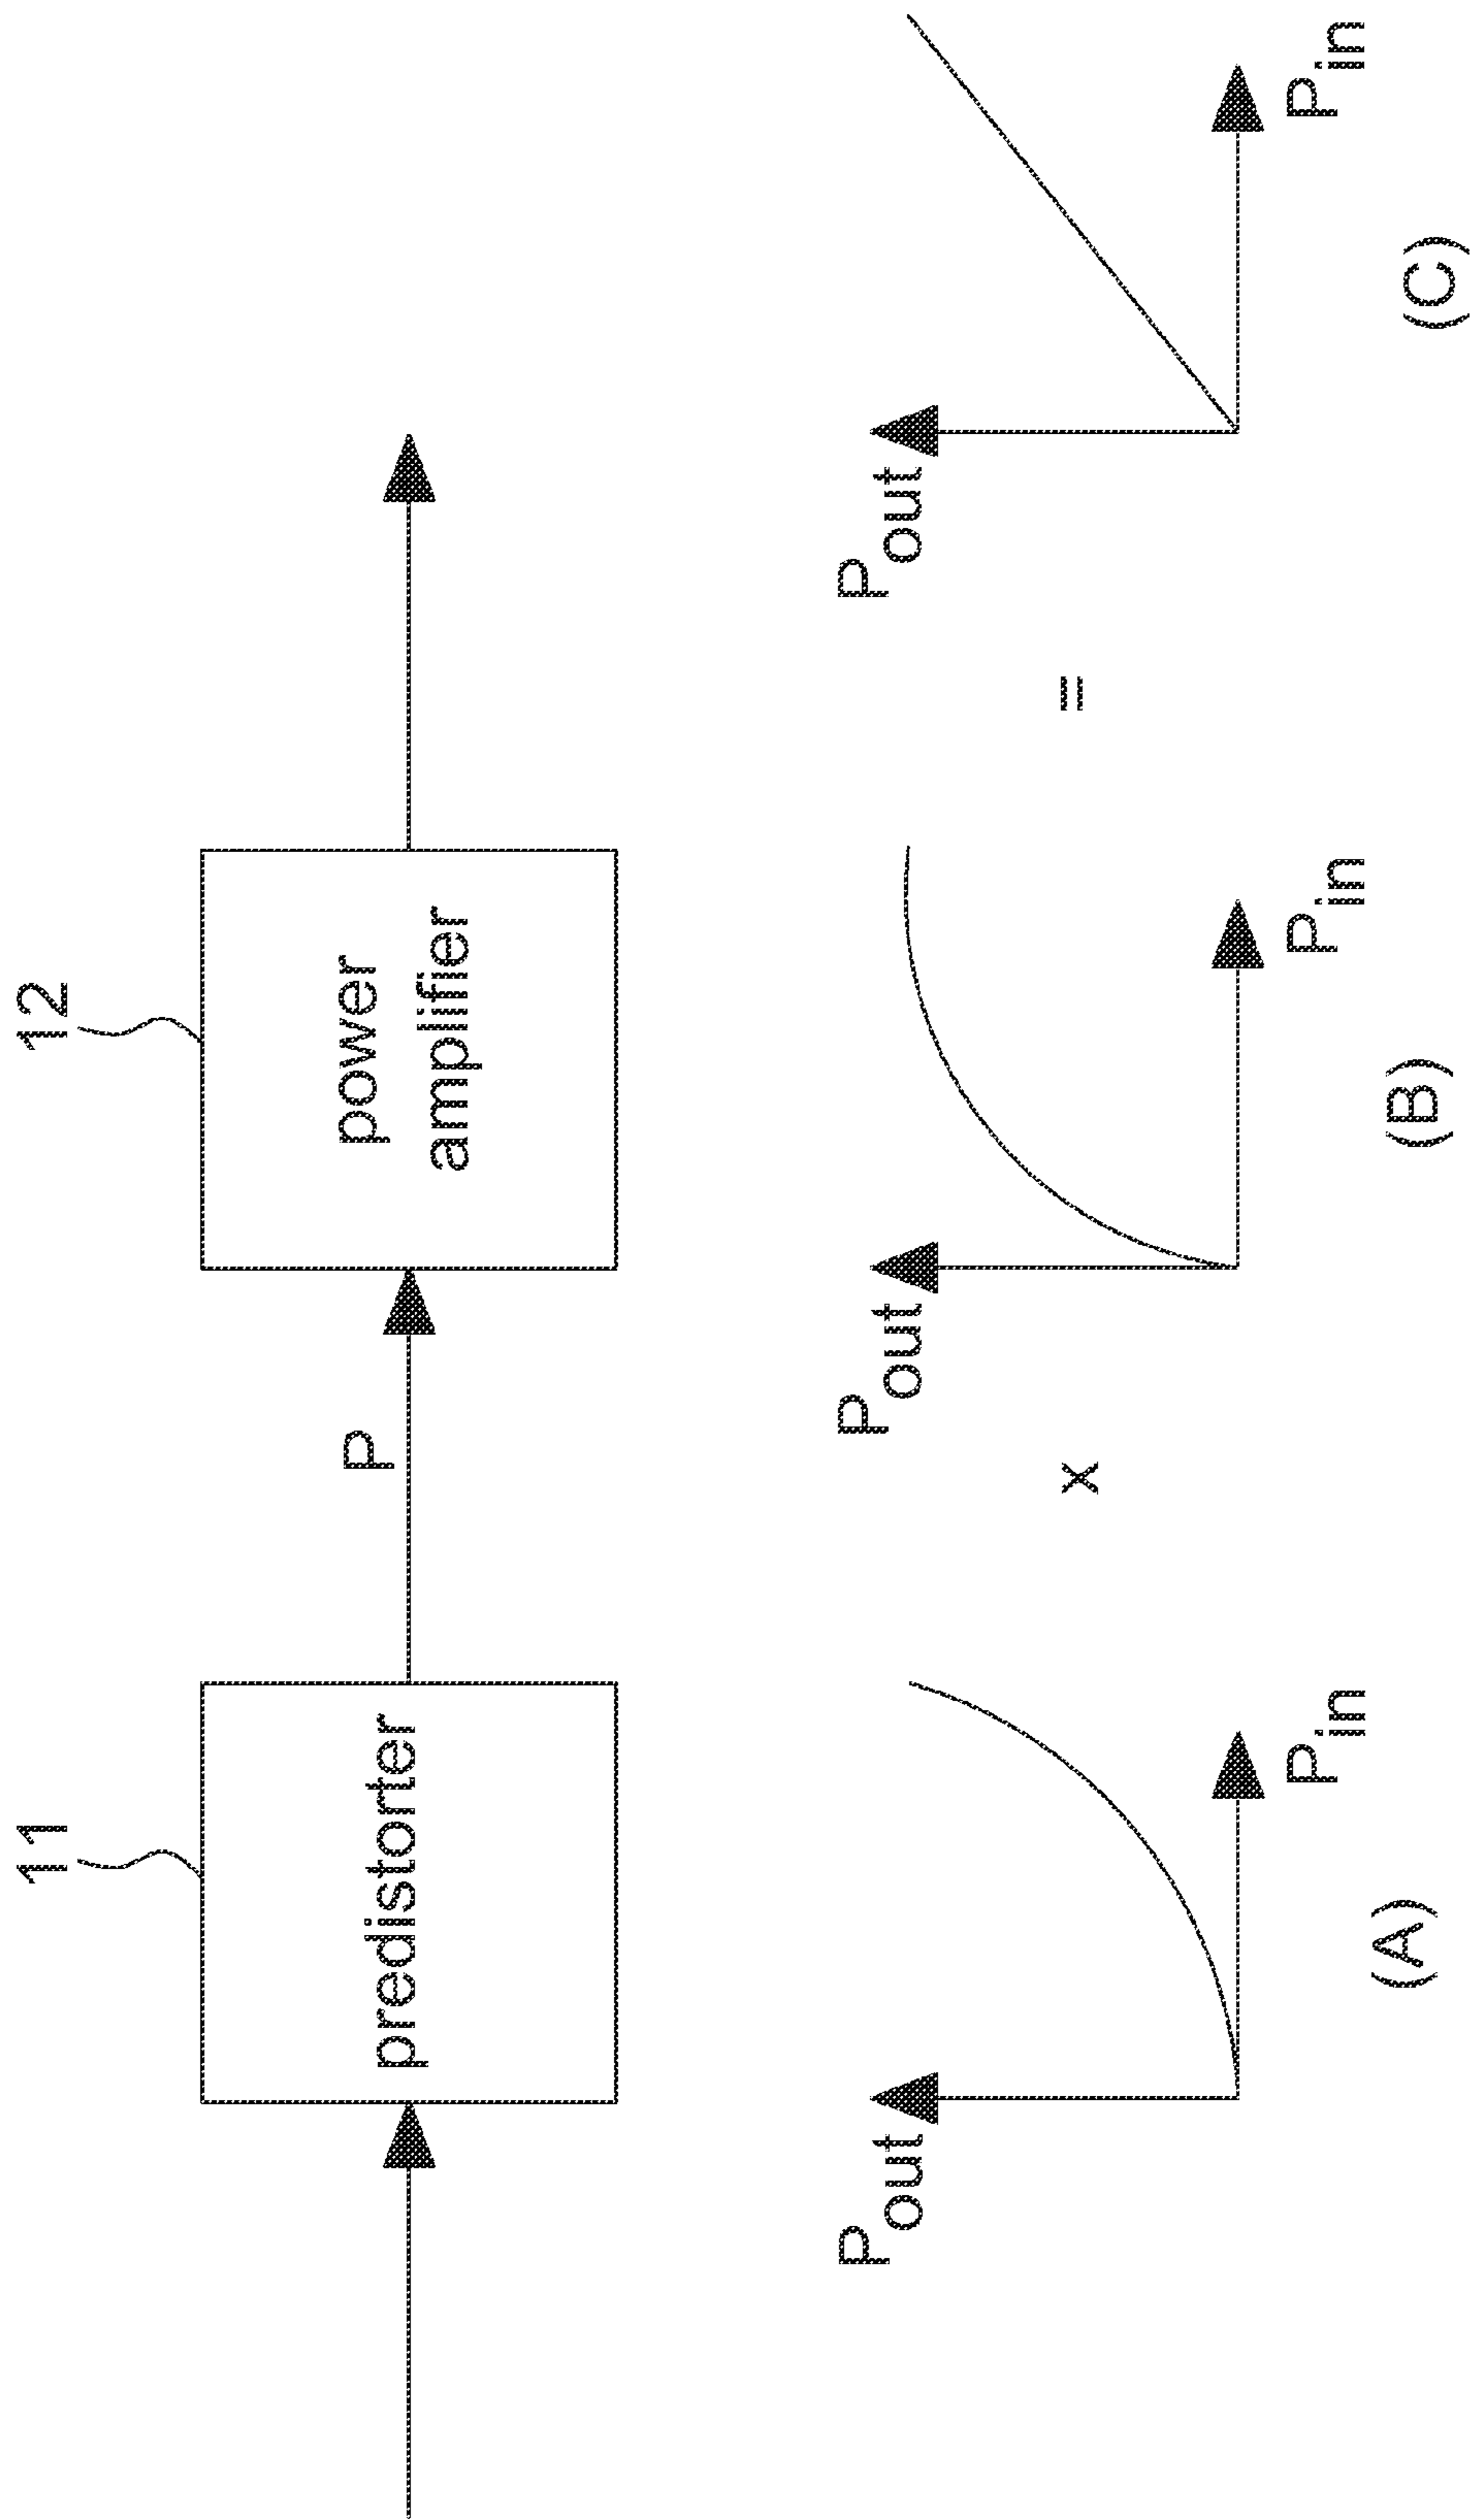 11
12
predistorter
P
power
amplifier
Pout
Pin
(A)
x
Pout
Pin
(B)
=
Pout
Pin
(C)